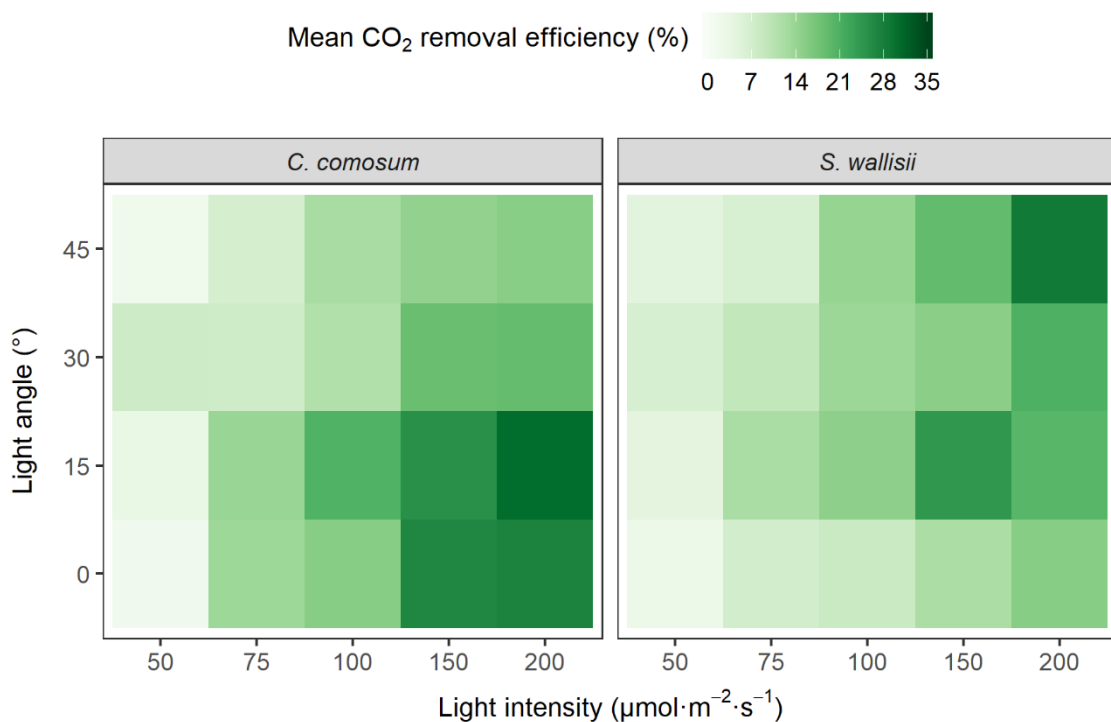 Mean CO₂ removal efficiency (%)
0 7 14 21 28 35
C. comosum
S. wallisii
Light angle (°)
45
30
15
0
50 75 100 150 200
50 75 100 150 200
Light intensity (μmol·m⁻²·s⁻¹)